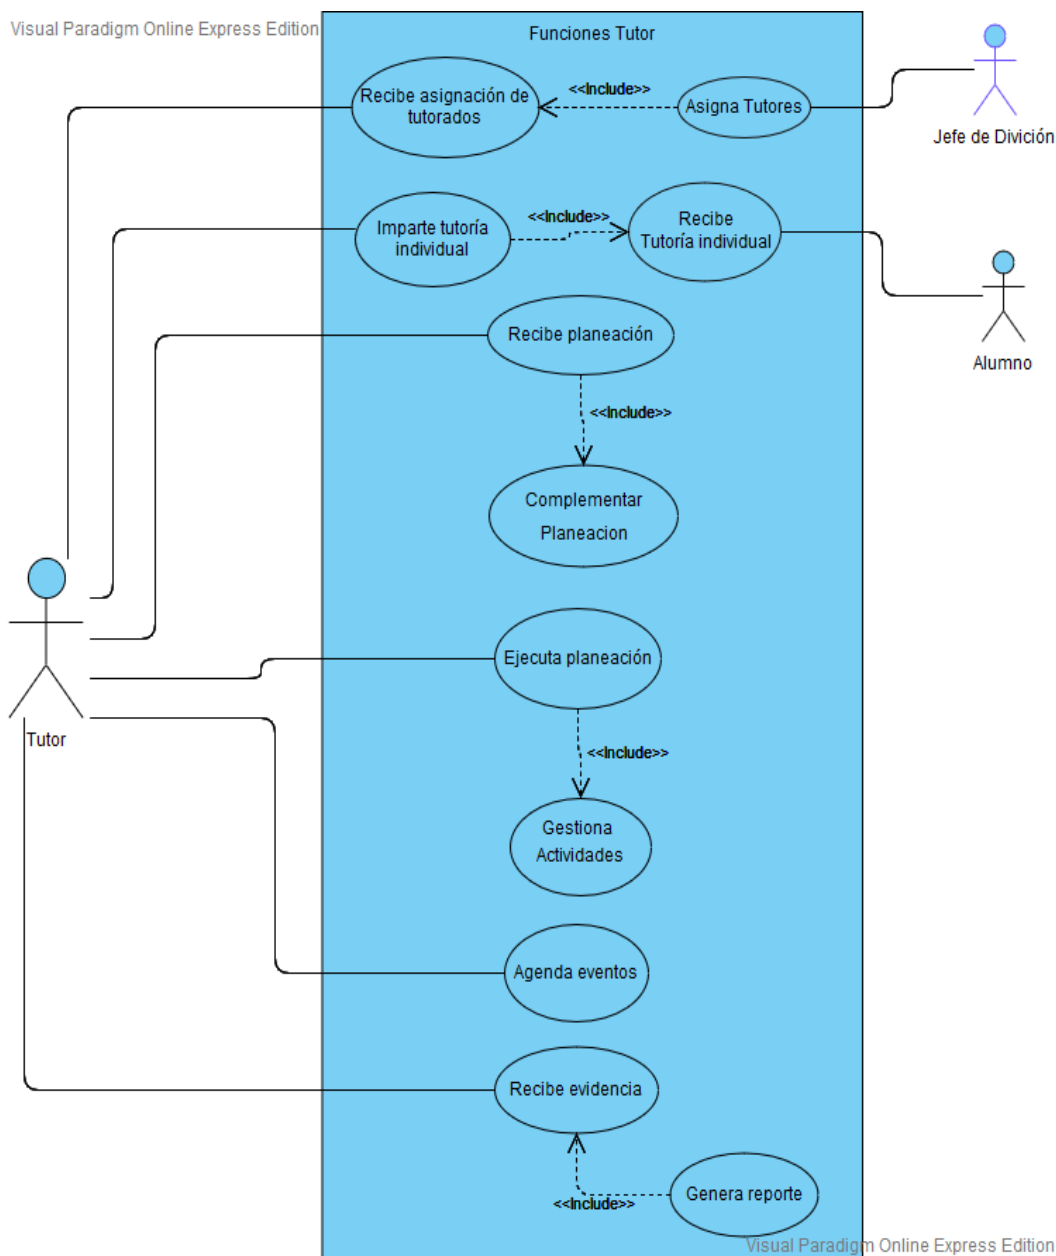 Visual Paradigm Online Express Edition
Funciones Tutor
Recibe asignación de
tutorados
<<Include>>
Asigna Tutores
Jefe de Divición
Imparte tutoría
individual
<<Include>>
Recibe
Tutoría individual
Alumno
Recibe planeación
<<Include>>
Complementar
Planeacion
Ejecuta planeación
Tutor
<<Include>>
Gestiona
Actividades
Agenda eventos
Recibe evidencia
Genera reporte
<<Include>>
Visual Paradigm Online Express Edition